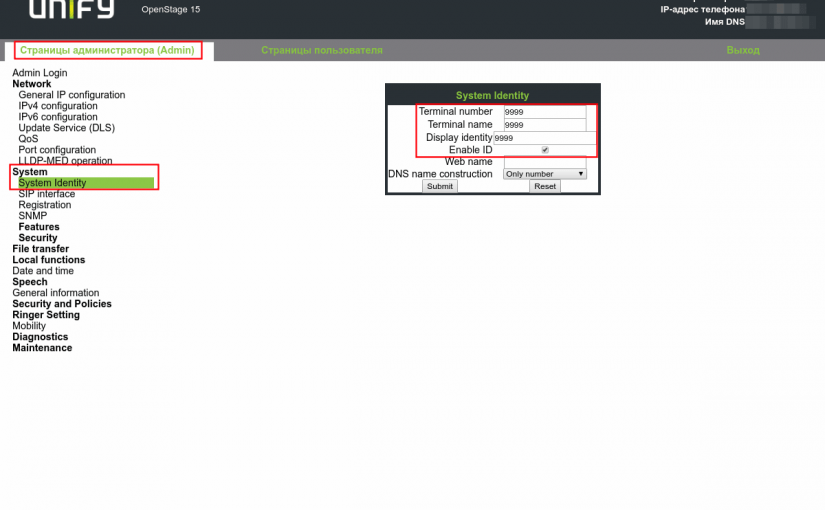 UNIFY
OpenStage 15
IP-адрес телефона
Имя DNS
Страницы администратора (Admin)
Страницы пользователя
Выход
Admin Login
Network
General IP configuration
IPv4 configuration
IPv6 configuration
Update Service (DLS)
QoS
Port configuration
LLDP-MED operation
System
System Identity
SIP interface
Registration
SNMP
Features
Security
File transfer
Local functions
Date and time
Speech
General information
Security and Policies
Ringer Setting
Mobility
Diagnostics
Maintenance
System Identity
Terminal number 9999
Terminal name 9999
Display identity 9999
Enable ID
Web name
DNS name construction Only number
Submit Reset